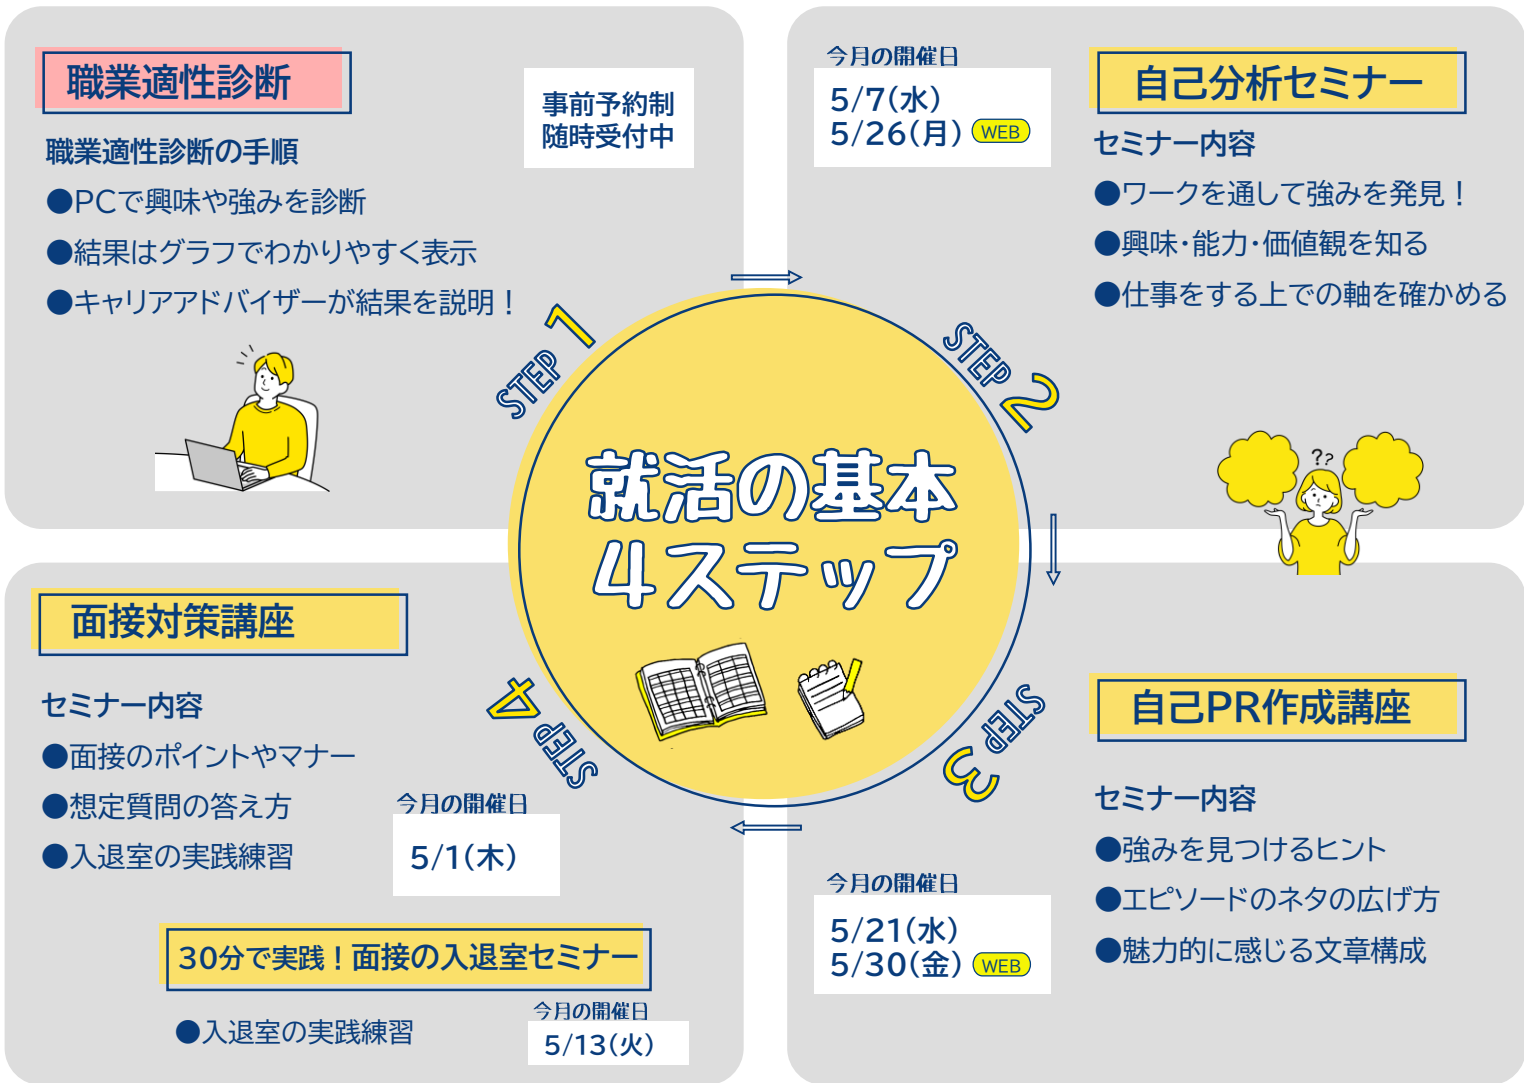 職業適性診断
事前予約制
随時受付中
職業適性診断の手順
●PCで興味や強みを診断
●結果はグラフでわかりやすく表示
●キャリアアドバイザーが結果を説明！
STEP 1
今月の開催日
5/7(水)
5/26(月) WEB
自己分析セミナー
セミナー内容
●ワークを通して強みを発見！
●興味・能力・価値観を知る
●仕事をする上での軸を確かめる
STEP 2
??
就活の基本
4ステップ
自己PR作成講座
セミナー内容
●強みを見つけるヒント
●エピソードのネタの広げ方
●魅力的に感じる文章構成
STEP 3
今月の開催日
5/21(水)
5/30(金) WEB
面接対策講座
セミナー内容
●面接のポイントやマナー
●想定質問の答え方
●入退室の実践練習
STEP 4
今月の開催日
5/1(木)
30分で実践！面接の入退室セミナー
●入退室の実践練習
今月の開催日
5/13(火)